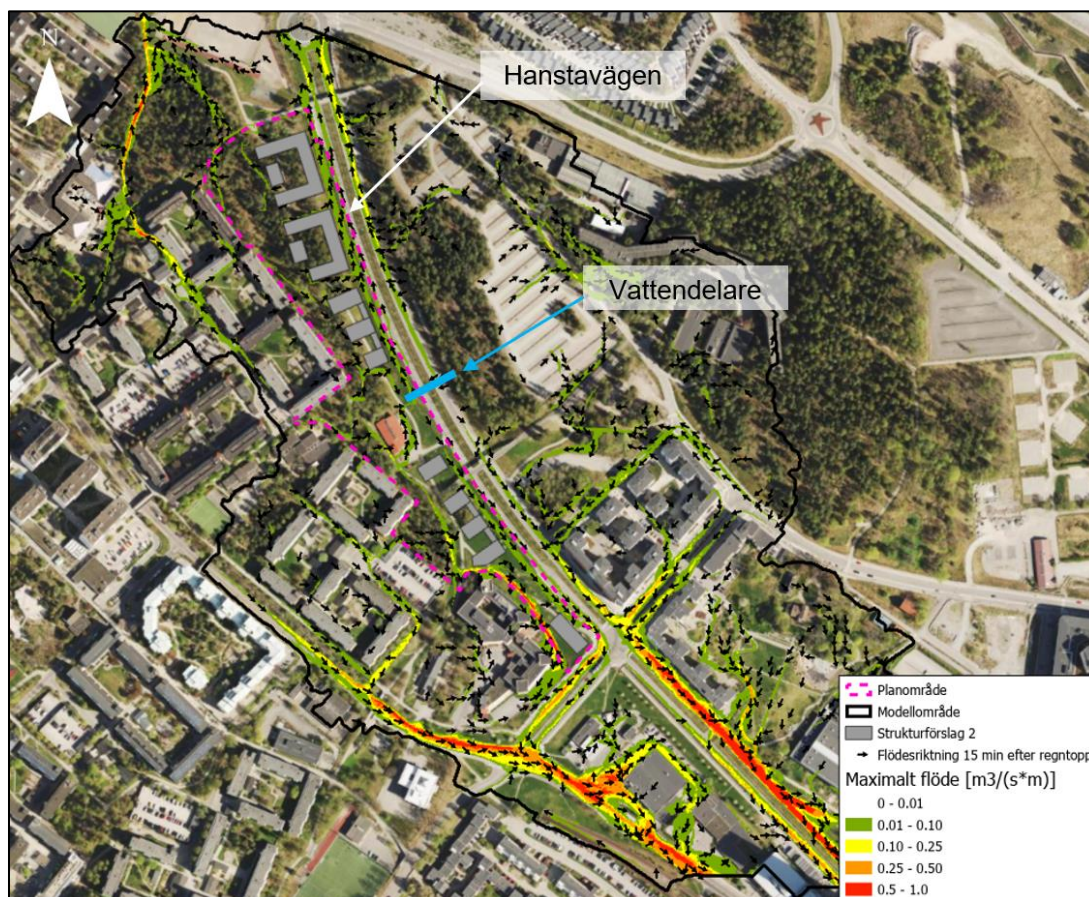 N
Hanstavägen
Vattendelare
Planområde
Modellområde
Strukturförslag 2
Flödesriktning 15 min efter regntopp
Maximalt flöde [m3/(s*m)]
0 - 0.01
0.01 - 0.10
0.10 - 0.25
0.25 - 0.50
0.5 - 1.0